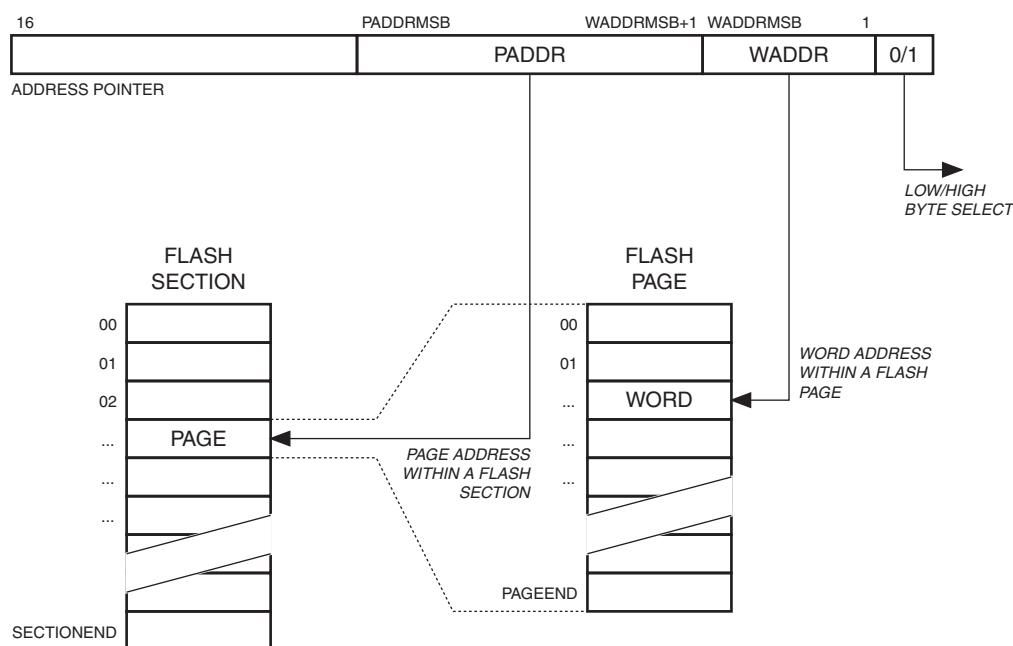 16 PADDRMSB WADDRMSB+1 WADDRMSB 1
PADDR WADDR 0/1
ADDRESS POINTER
LOW/HIGH
BYTE SELECT
FLASH
SECTION
FLASH
PAGE
00
01
02
...
PAGE
...
...
SECTIONEND
00
01
...
WORD
...
...
PAGEEND
WORD ADDRESS
WITHIN A FLASH
PAGE
PAGE ADDRESS
WITHIN A FLASH
SECTION